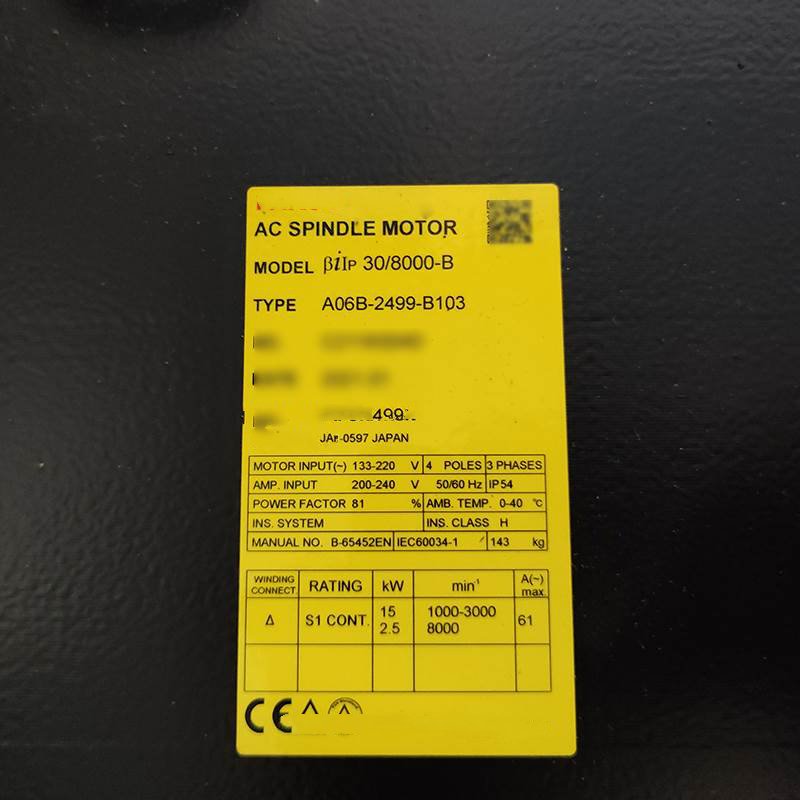 AC SPINDLE MOTOR
MODEL βiIP 30/8000-B
TYPE A06B-2499-B103
499
0597 JAPAN
MOTOR INPUT(~) 133-220 V 4 POLES 3 PHASES
AMP. INPUT 200-240 V 50/60 Hz IP54
POWER FACTOR 81 % AMB. TEMP. 0-40 ℃
INS. SYSTEM INS. CLASS H
MANUAL NO. B-65452EN IEC60034-1 143 kg
WINDING CONNECT. RATING kW min-1 A(~) max.
Δ S1 CONT. 15 1000-3000 61
2.5 8000
CE